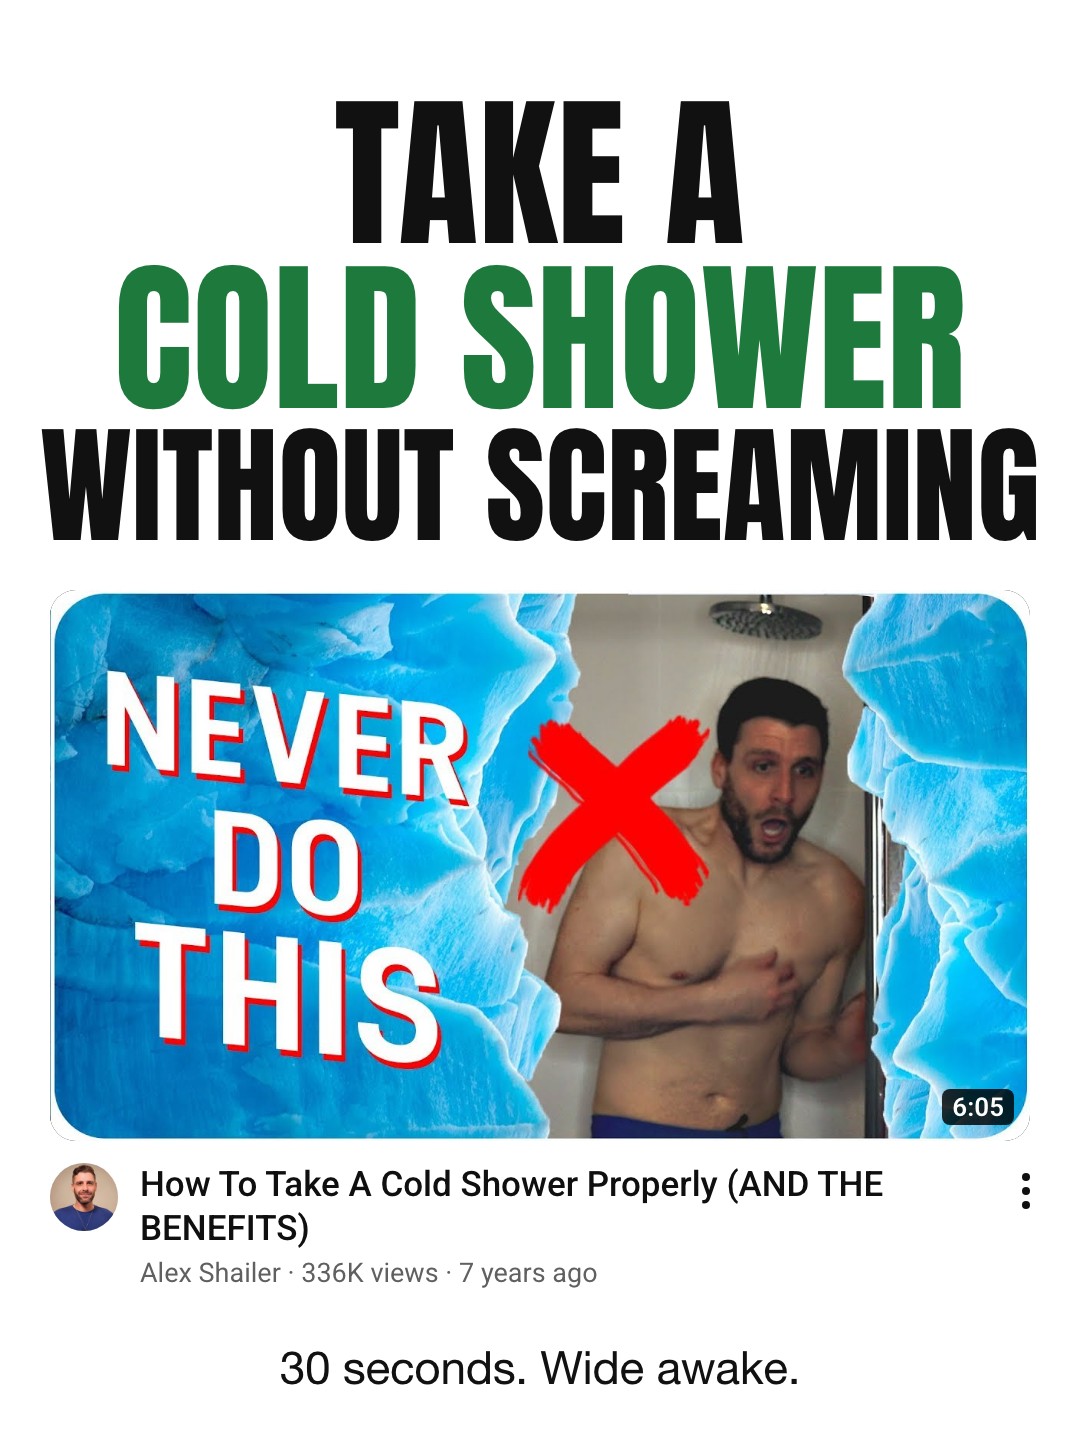 TAKE A
COLD SHOWER
WITHOUT SCREAMING
NEVER
DO
THIS
6:05
How To Take A Cold Shower Properly (AND THE
BENEFITS)
Alex Shailer · 336K views · 7 years ago
30 seconds. Wide awake.